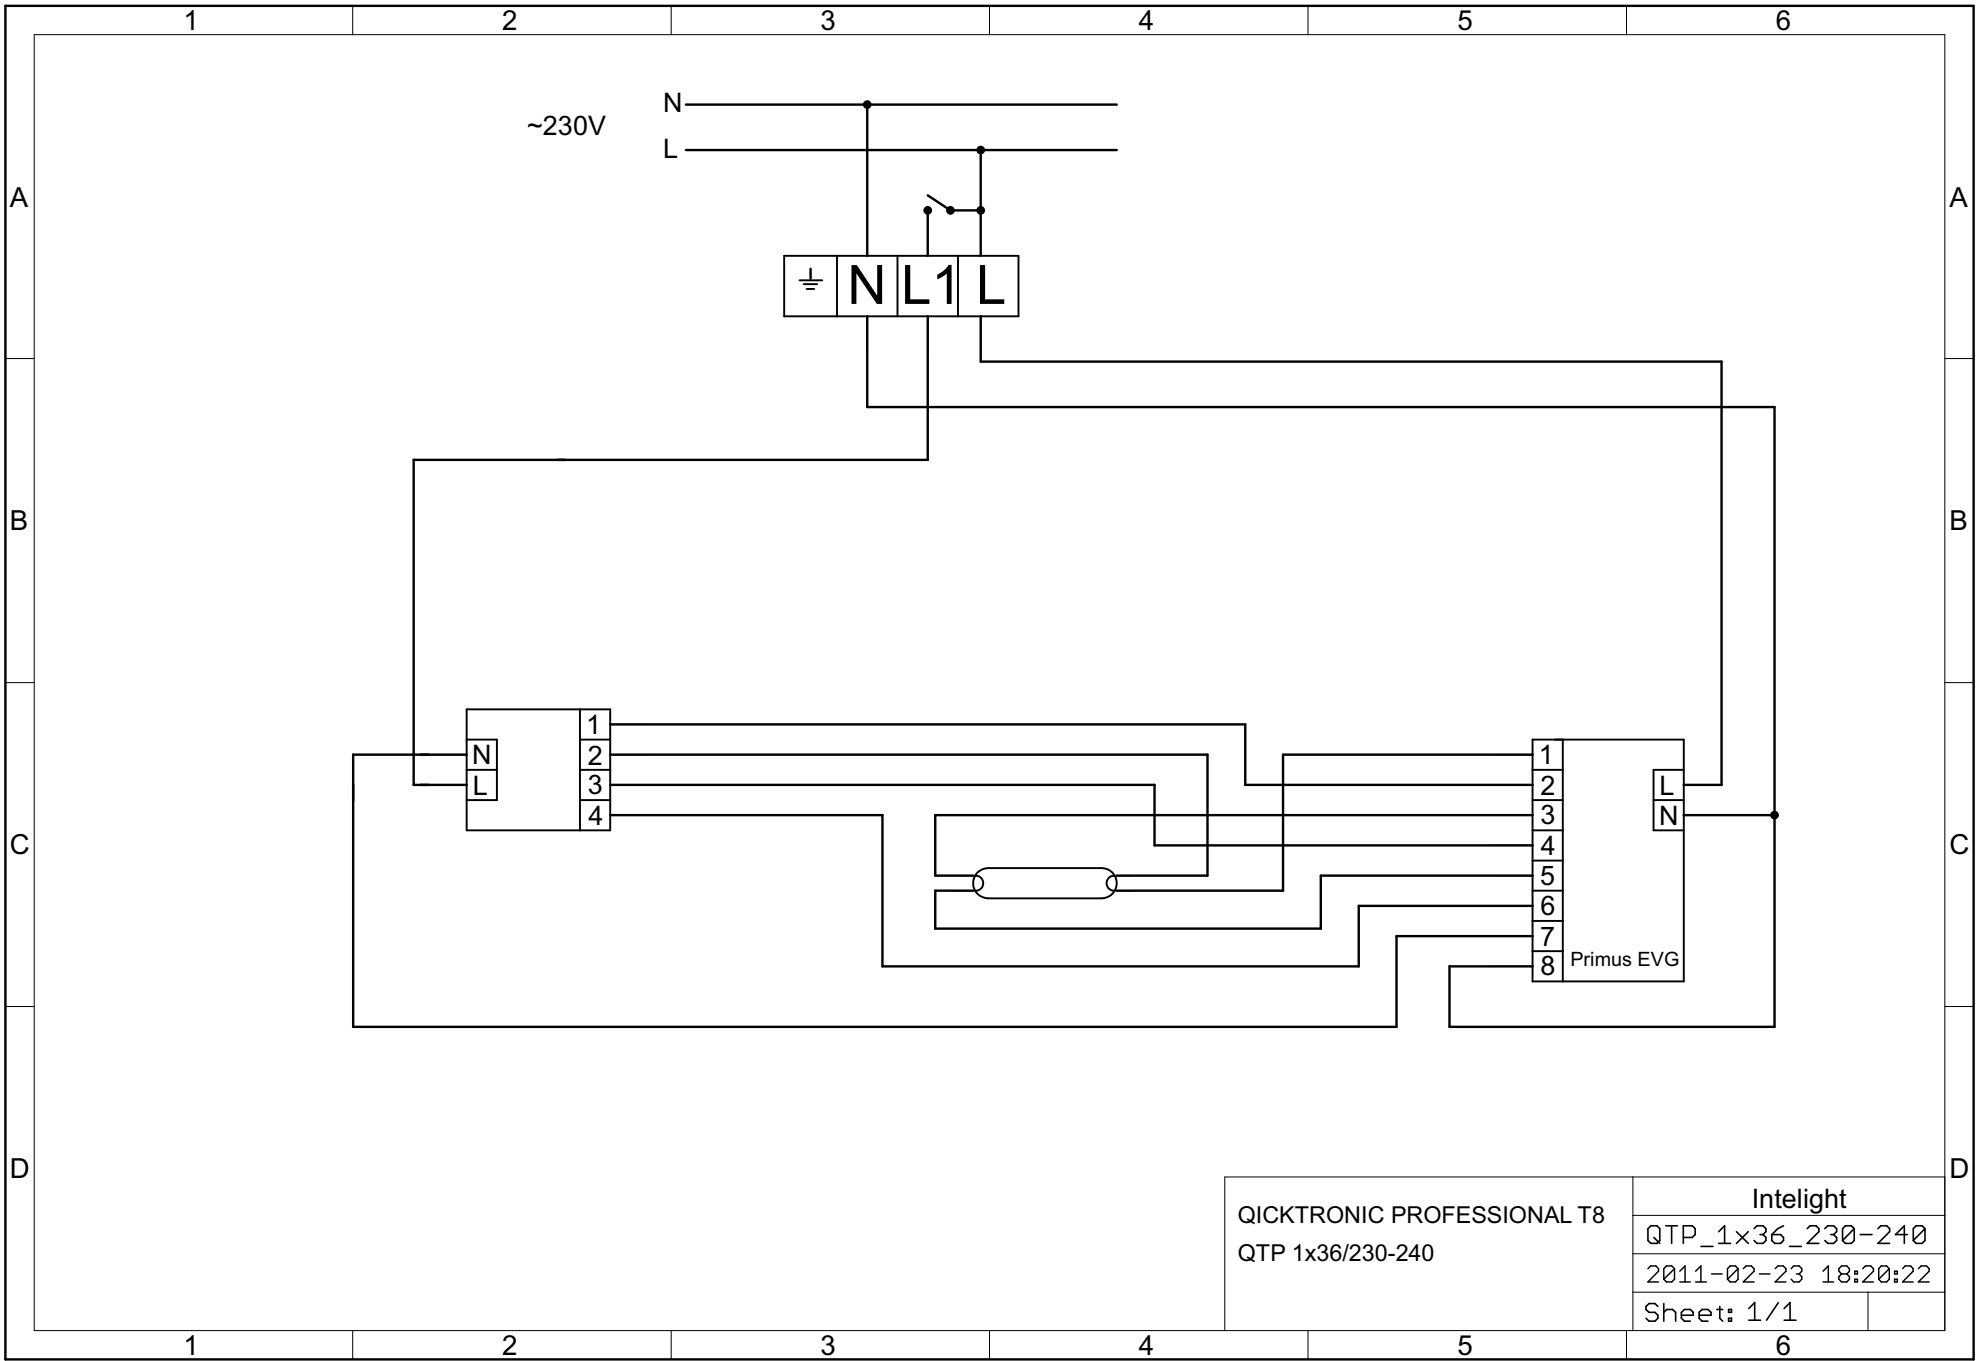 1 2 3 4 5 6
N
~230V
L
A A
⏚ N L1 L
B B
1
N 2
L 3
4
1
2 L
3 N
4
5
6
7
8 Primus EVG
C C
D D
QICKTRONIC PROFESSIONAL T8
QTP 1x36/230-240
Intelight
QTP_1x36_230-240
2011-02-23 18:20:22
Sheet: 1/1
1 2 3 4 5 6